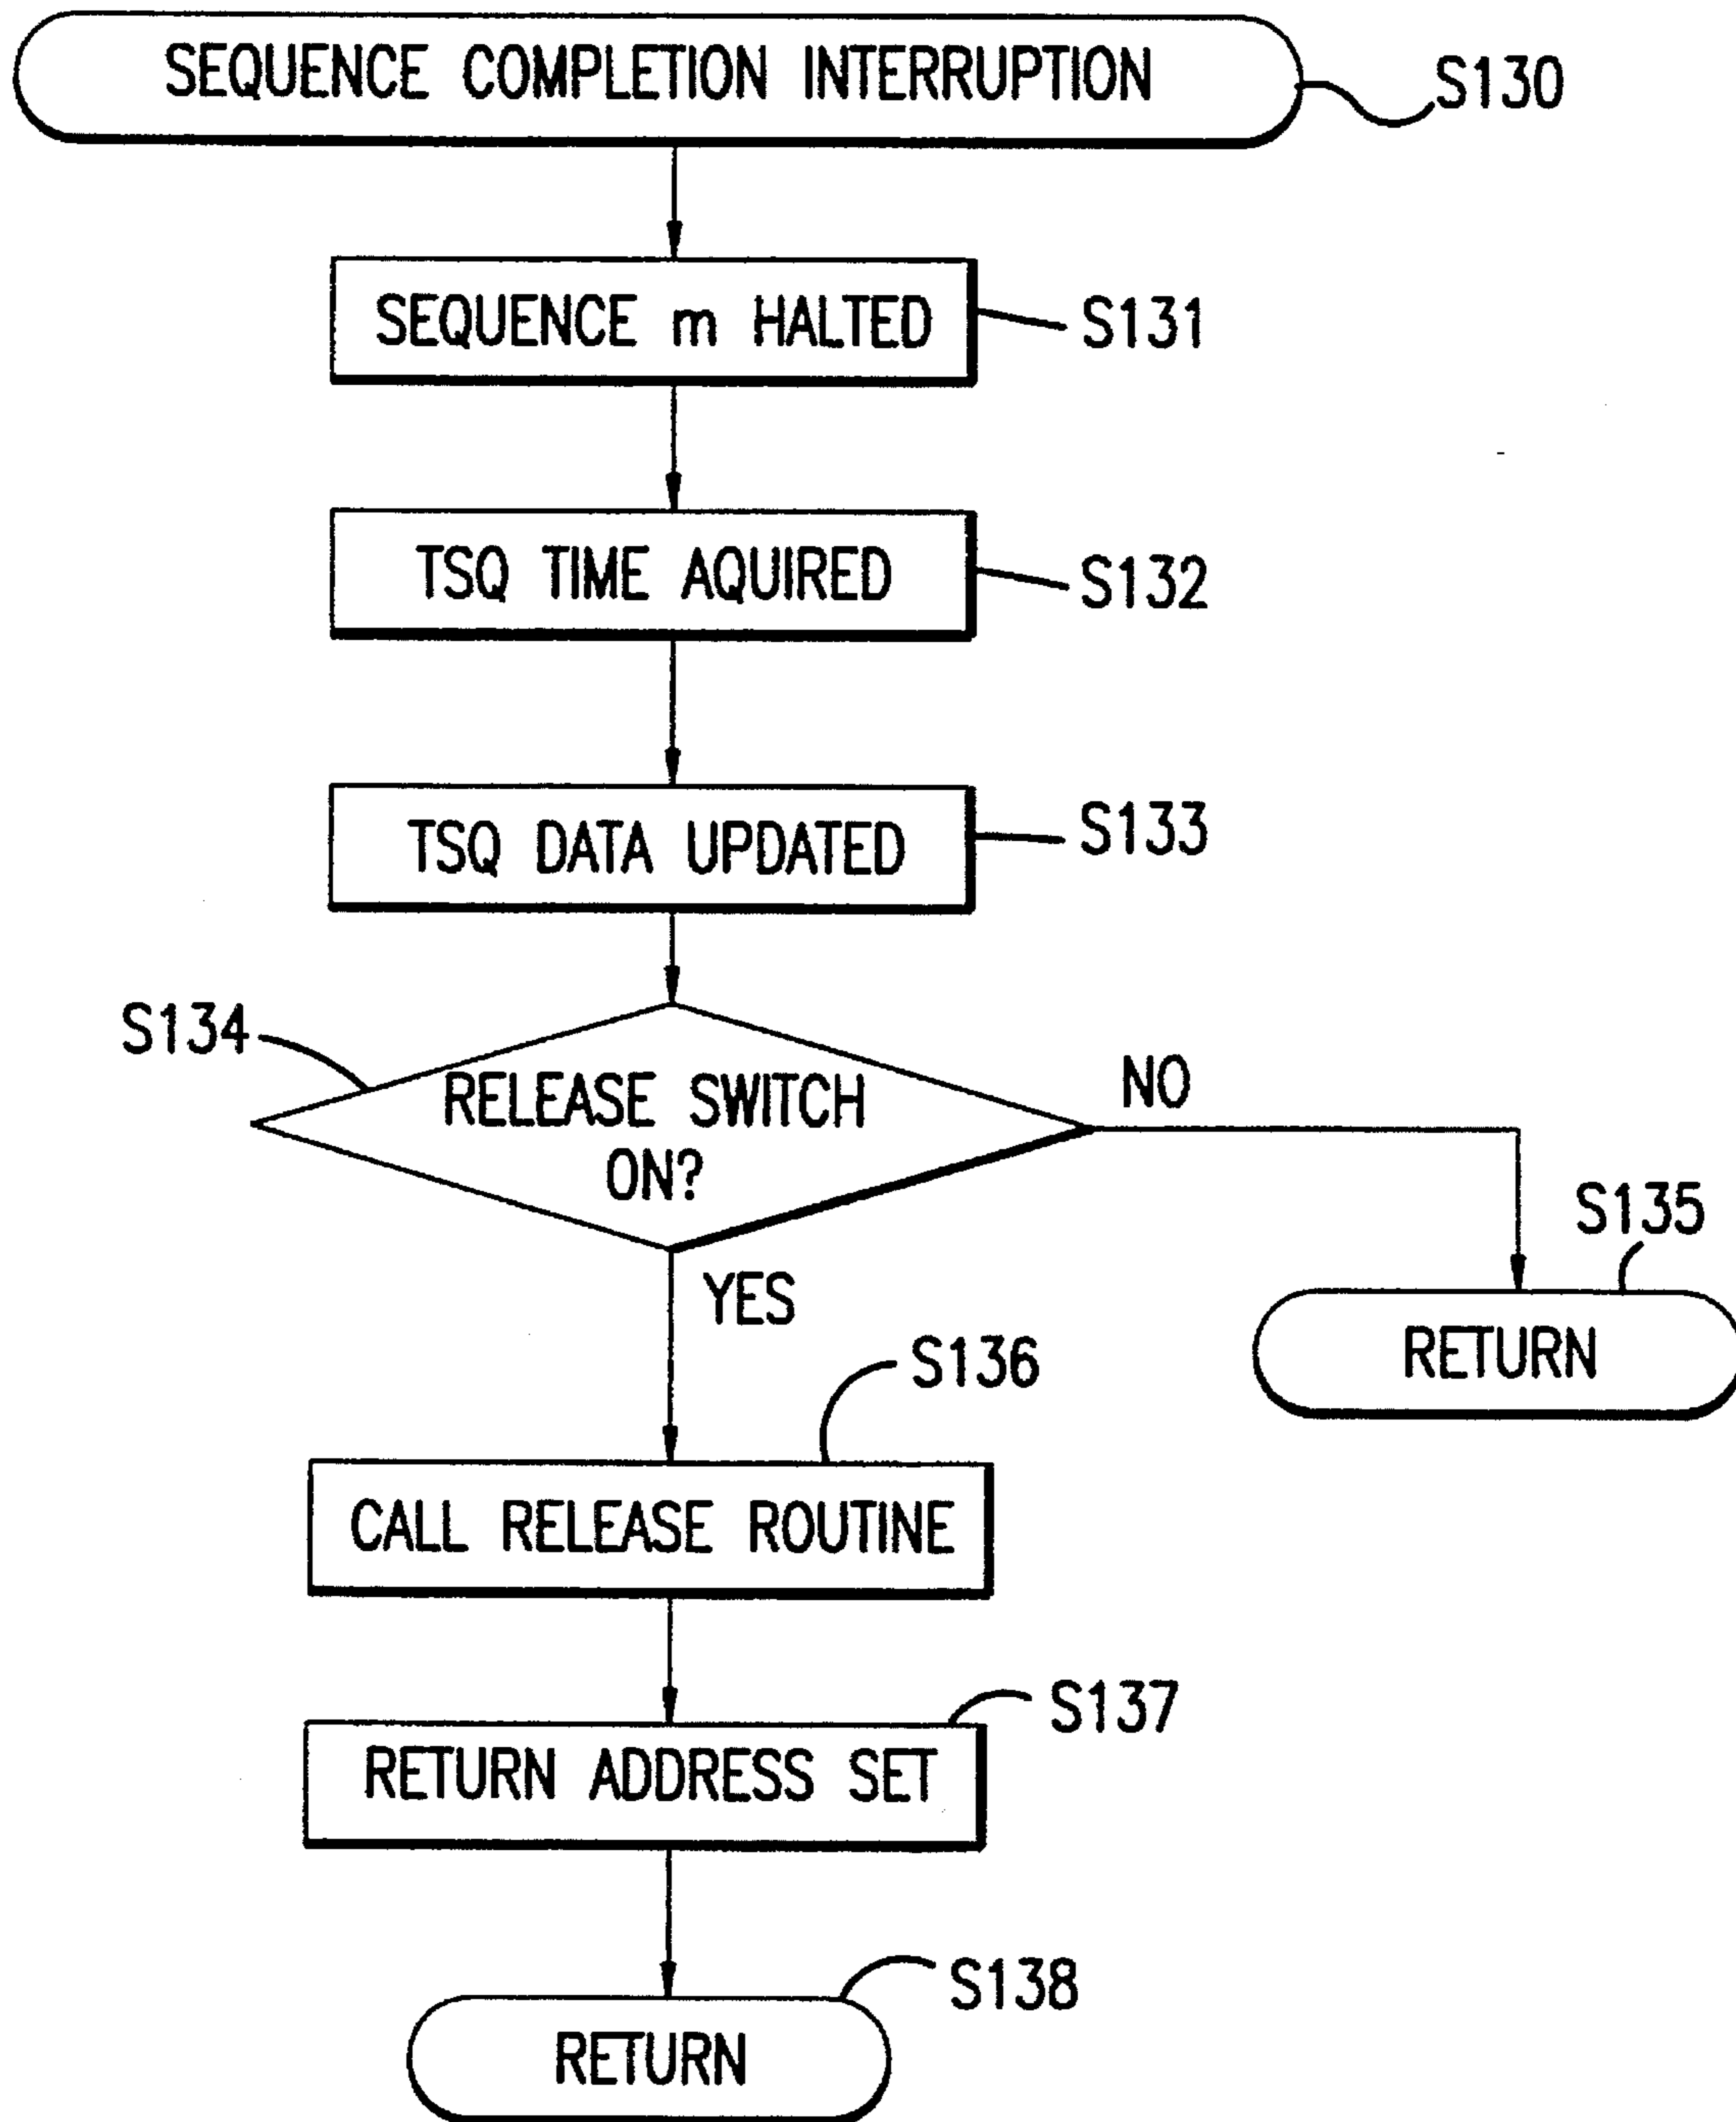 SEQUENCE COMPLETION INTERRUPTION
S130
SEQUENCE m HALTED
S131
TSQ TIME AQUIRED
S132
TSQ DATA UPDATED
S133
S134
RELEASE SWITCH
ON?
NO
YES
S135
RETURN
S136
CALL RELEASE ROUTINE
S137
RETURN ADDRESS SET
S138
RETURN